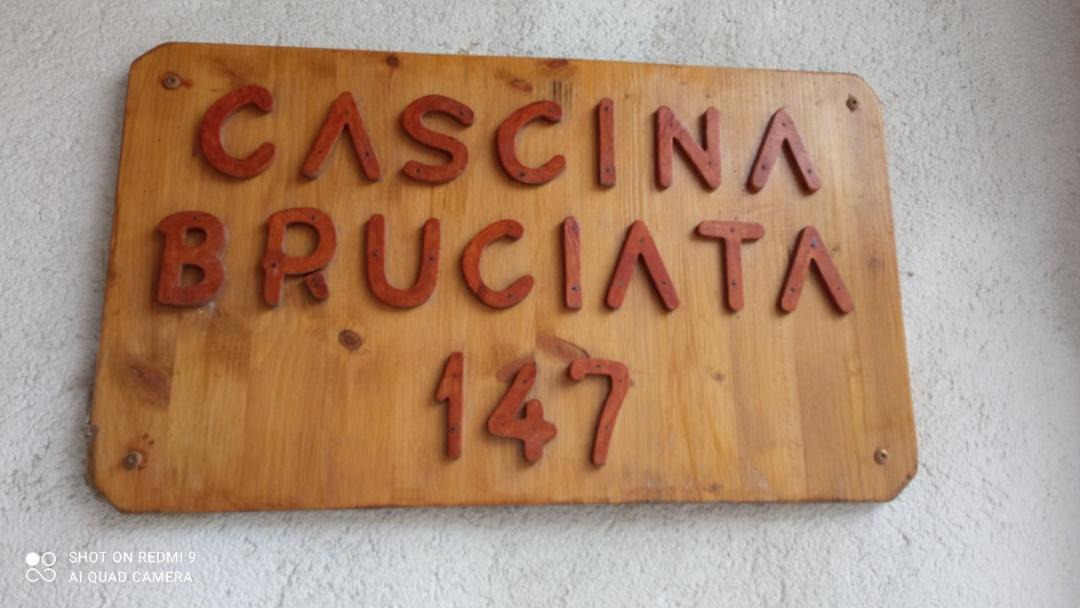 CASCINA
BRUCIATA
147
SHOT ON REDMI 9
AI QUAD CAMERA